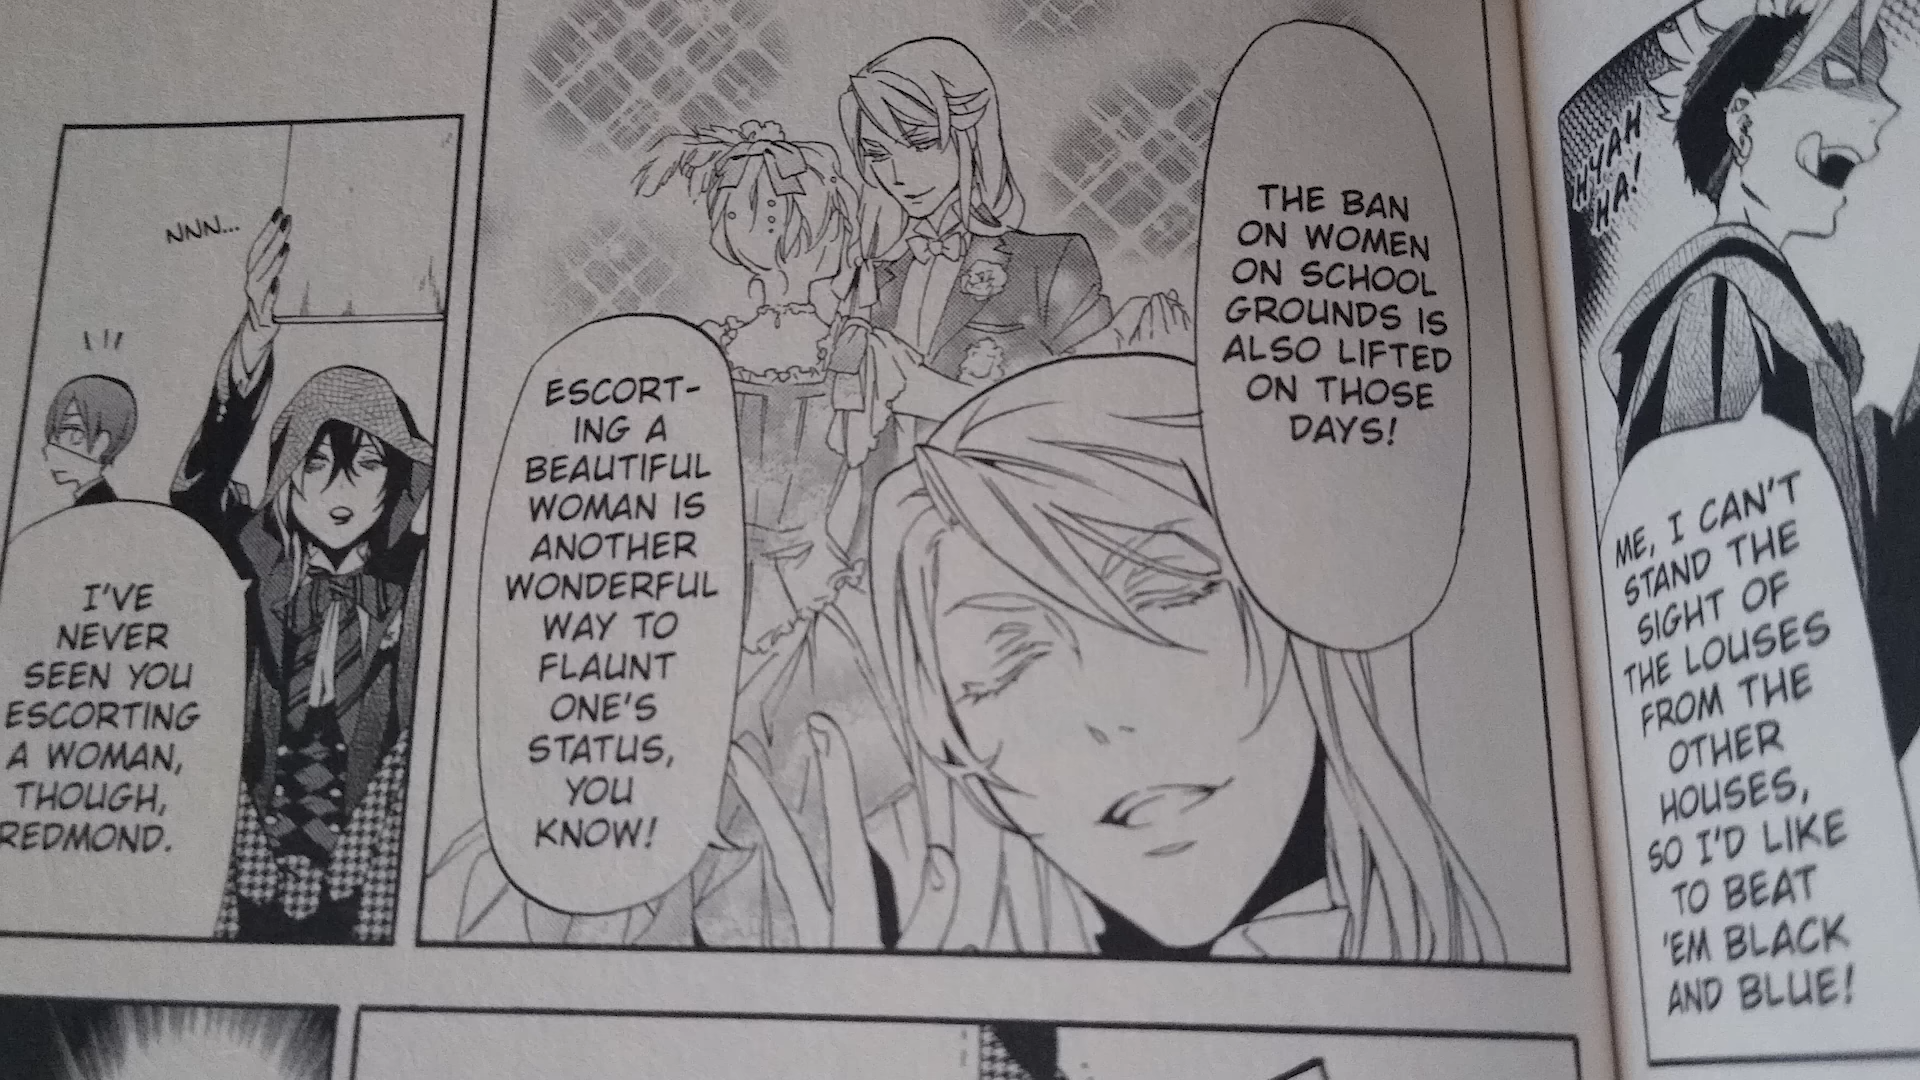 HYAH
HA!
ME, I CAN'T
STAND THE
SIGHT OF
THE LOUSES
FROM THE
OTHER
HOUSES,
SO I'D LIKE
TO BEAT
'EM BLACK
AND BLUE!
THE BAN
ON WOMEN
ON SCHOOL
GROUNDS IS
ALSO LIFTED
ON THOSE
DAYS!
ESCORT-
ING A
BEAUTIFUL
WOMAN IS
ANOTHER
WONDERFUL
WAY TO
FLAUNT
ONE'S
STATUS,
YOU
KNOW!
NNN...
I'VE
NEVER
SEEN YOU
ESCORTING
A WOMAN,
THOUGH,
REDMOND.